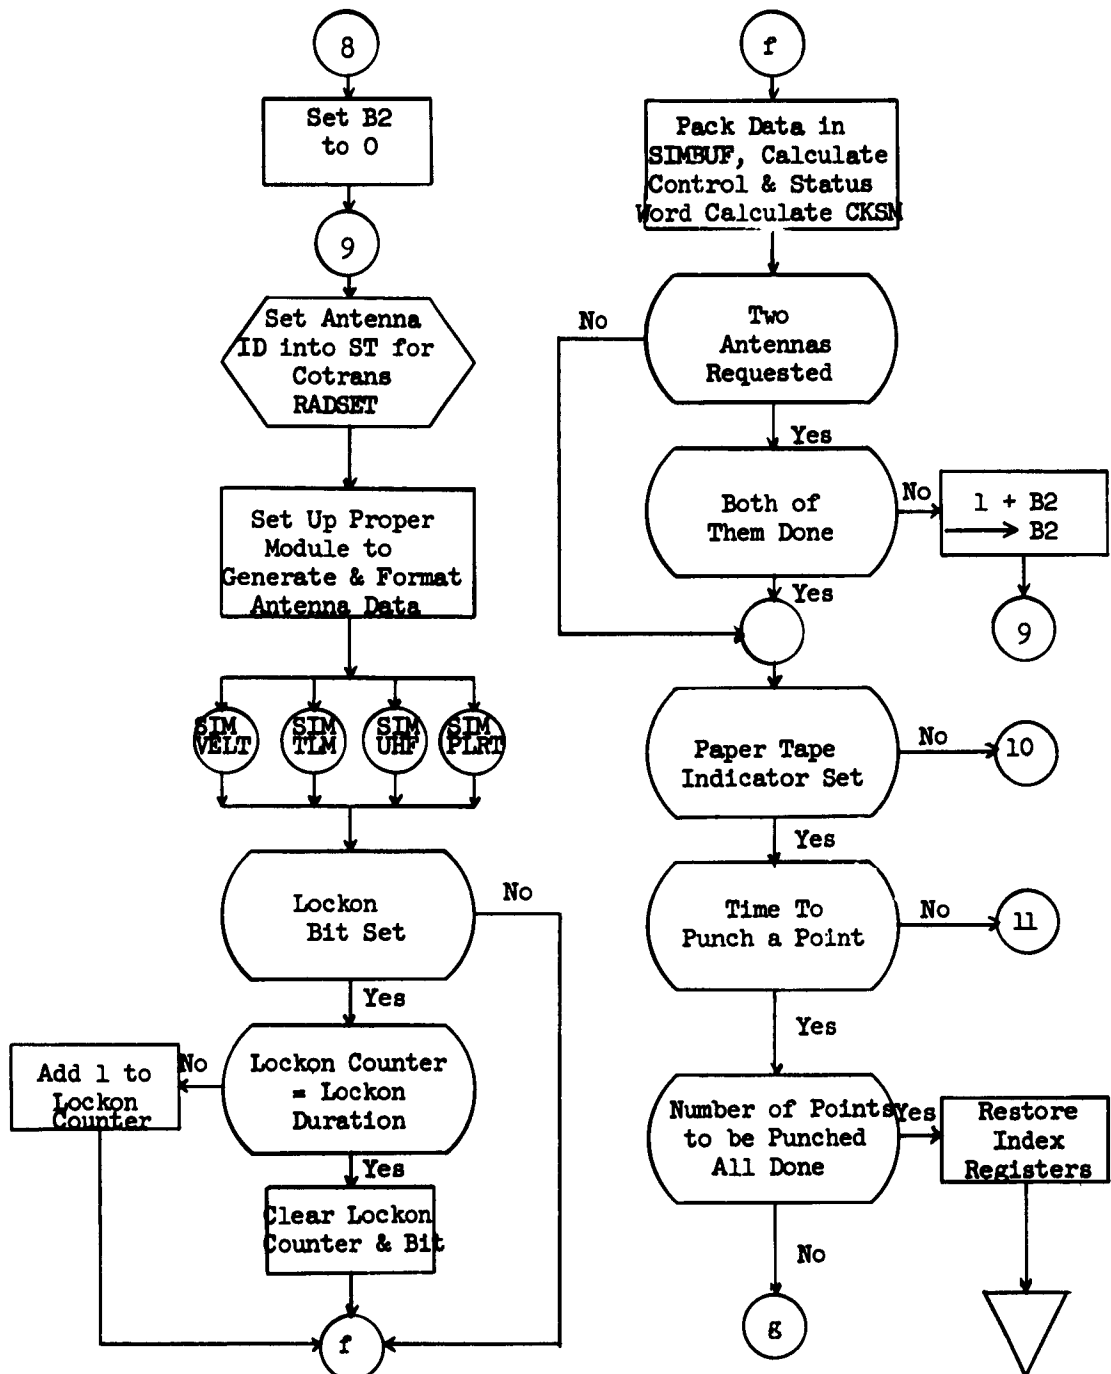 8
Set B2
to 0
9
Set Antenna
ID into ST for
Cotrans
RADSET
Set Up Proper
Module to
Generate & Format
Antenna Data
SIM
VELT
SIM
TLM
SIM
UHF
SIM
PLRT
Lockon
Bit Set
No
Yes
Lockon Counter
= Lockon
Duration
No
Add 1 to
Lockon
Counter
Yes
Clear Lockon
Counter & Bit
f
f
Pack Data in
SIMBUF, Calculate
Control & Status
Word Calculate CKSM
Two
Antennas
Requested
No
Yes
Both of
Them Done
No
1 + B2
B2
9
Yes
Paper Tape
Indicator Set
No
10
Yes
Time To
Punch a Point
No
11
Yes
Number of Points
to be Punched
All Done
Yes
Restore
Index
Registers
No
g